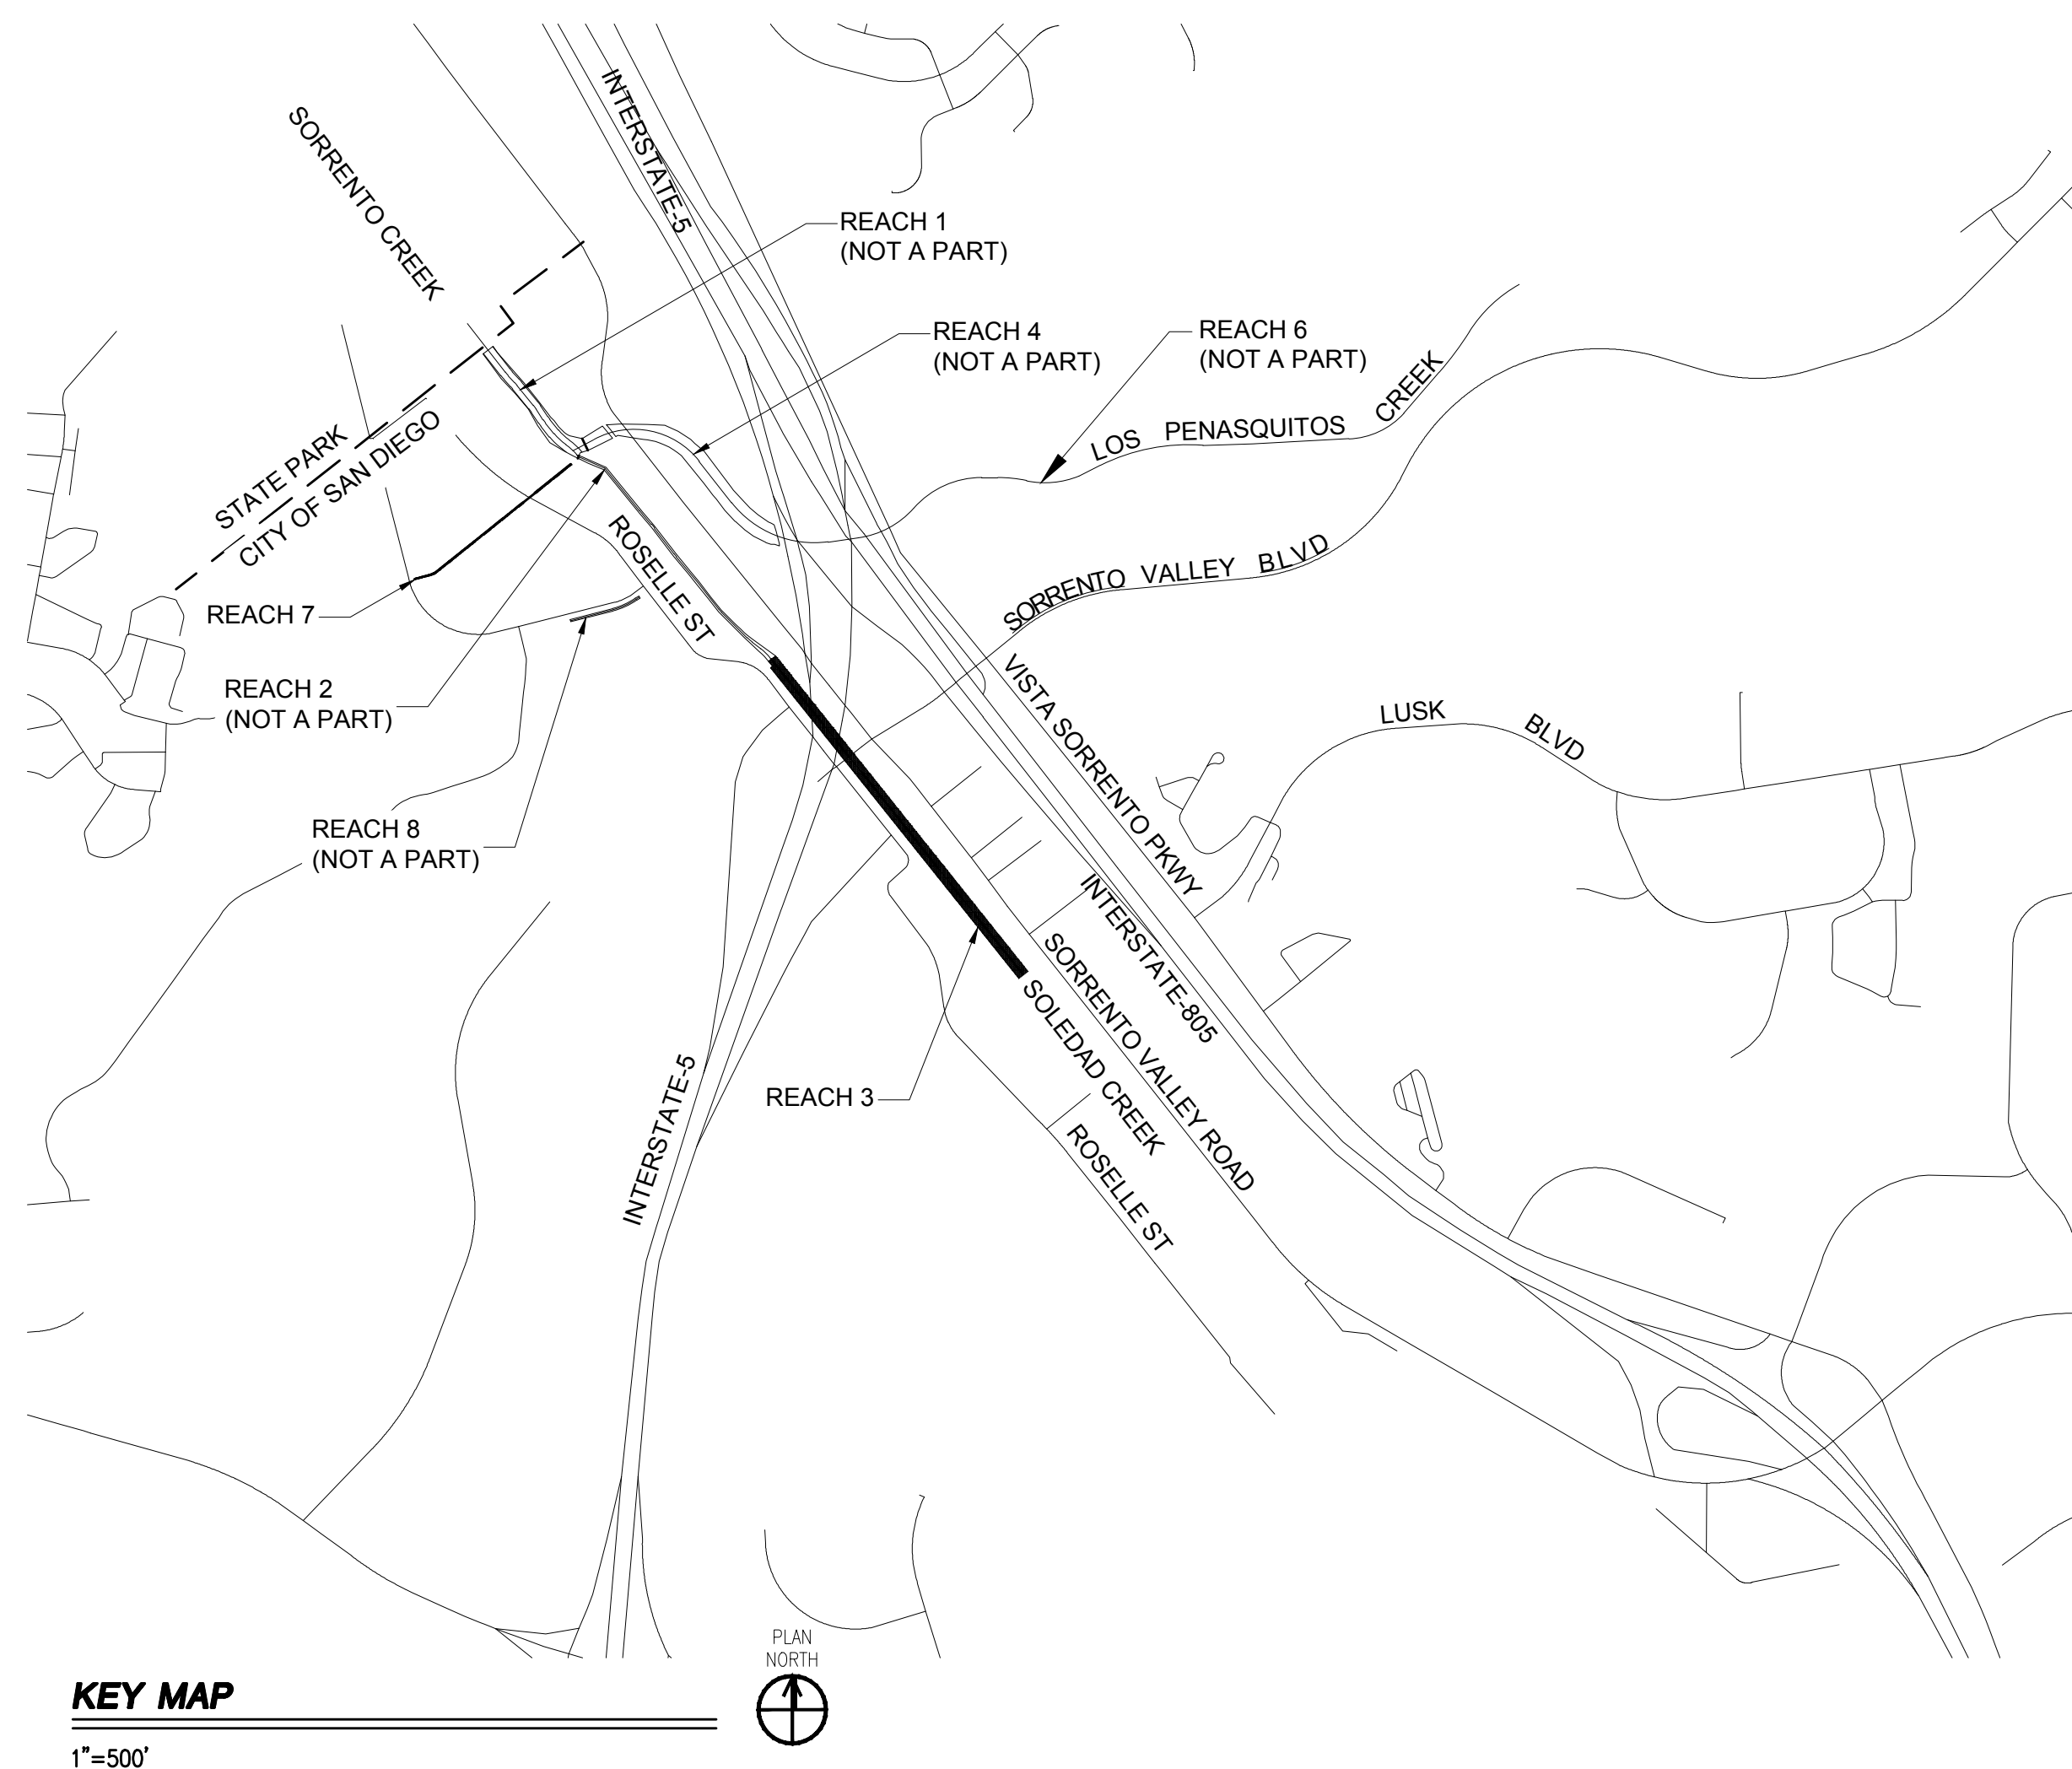 INTERSTATE-5
SORRENTO CREEK
REACH 1
(NOT A PART)
REACH 4
(NOT A PART)
REACH 6
(NOT A PART)
LOS PENASQUITOS CREEK
STATE PARK
CITY OF SAN DIEGO
ROSELLE ST
SORRENTO VALLEY BLVD
REACH 7
REACH 2
(NOT A PART)
VISTA SORRENTO PKWY
LUSK BLVD
REACH 8
(NOT A PART)
INTERSTATE-805
SORRENTO VALLEY ROAD
SOLEDAD CREEK
REACH 3
INTERSTATE-5
ROSELLE ST
PLAN
NORTH
KEY MAP
1"=500'